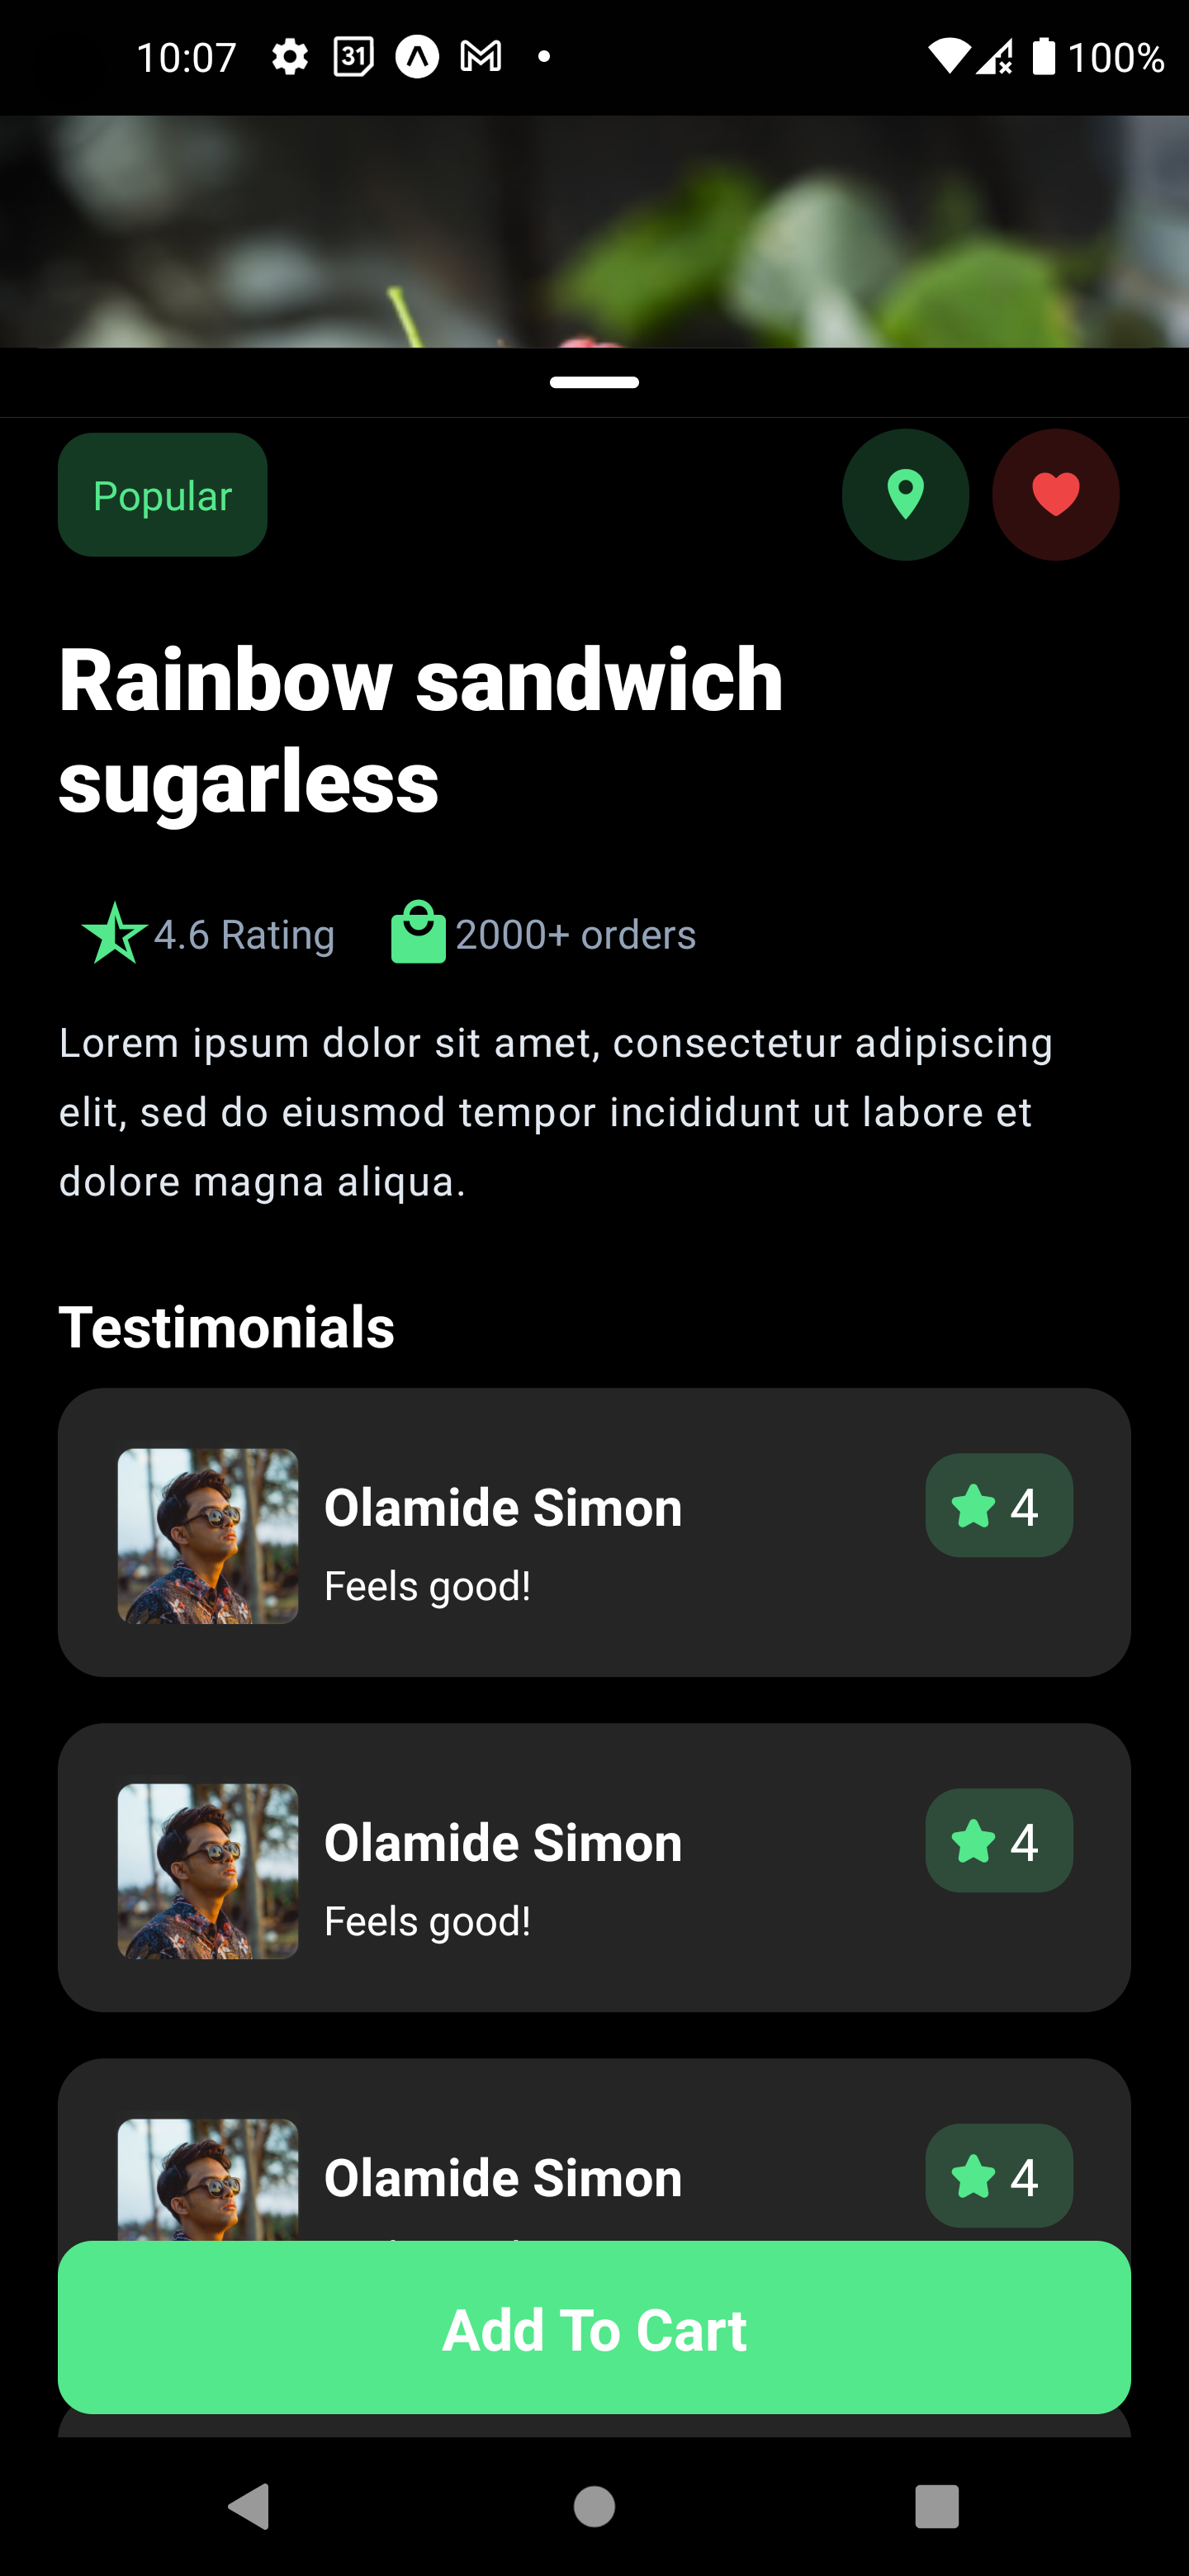 10:07
31
100%
Popular
Rainbow sandwich
sugarless
4.6 Rating
2000+ orders
Lorem ipsum dolor sit amet, consectetur adipiscing
elit, sed do eiusmod tempor incididunt ut labore et
dolore magna aliqua.
Testimonials
Olamide Simon
4
Feels good!
Olamide Simon
4
Feels good!
Olamide Simon
4
Add To Cart